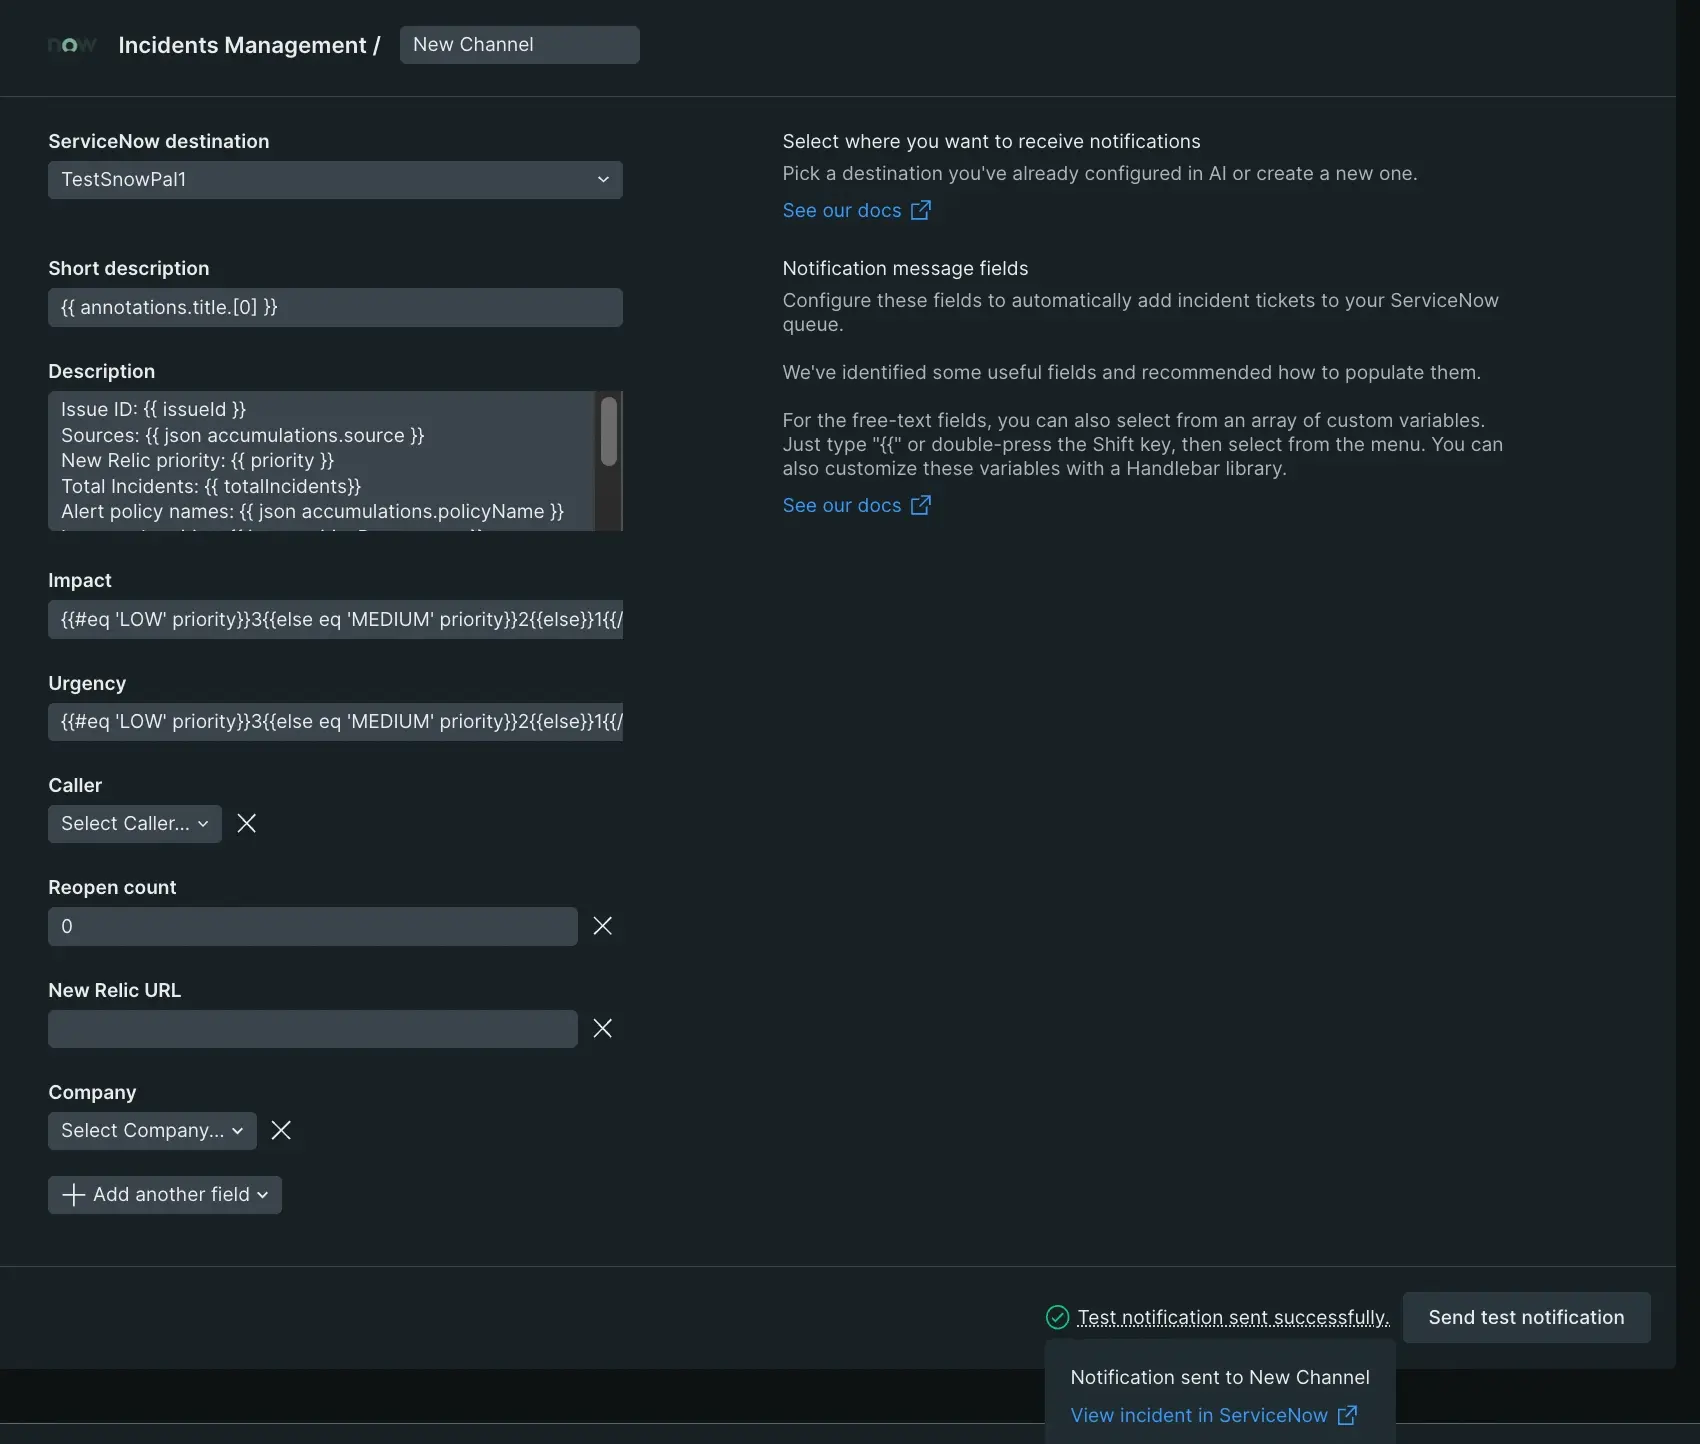 now Incidents Management / New Channel
ServiceNow destination
TestSnowPal1
Short description
{{ annotations.title.[0] }}
Description
Issue ID: {{ issueId }}
Sources: {{ json accumulations.source }}
New Relic priority: {{ priority }}
Total Incidents: {{ totalIncidents}}
Alert policy names: {{ json accumulations.policyName }}
Impact
{{#eq 'LOW' priority}}3{{else eq 'MEDIUM' priority}}2{{else}}1{{/
Urgency
{{#eq 'LOW' priority}}3{{else eq 'MEDIUM' priority}}2{{else}}1{{/
Caller
Select Caller...
Reopen count
0
New Relic URL
Company
Select Company...
Add another field
Select where you want to receive notifications
Pick a destination you've already configured in AI or create a new one.
See our docs
Notification message fields
Configure these fields to automatically add incident tickets to your ServiceNow
queue.
We've identified some useful fields and recommended how to populate them.
For the free-text fields, you can also select from an array of custom variables.
Just type "{{" or double-press the Shift key, then select from the menu. You can
also customize these variables with a Handlebar library.
See our docs
Test notification sent successfully.
Send test notification
Notification sent to New Channel
View incident in ServiceNow